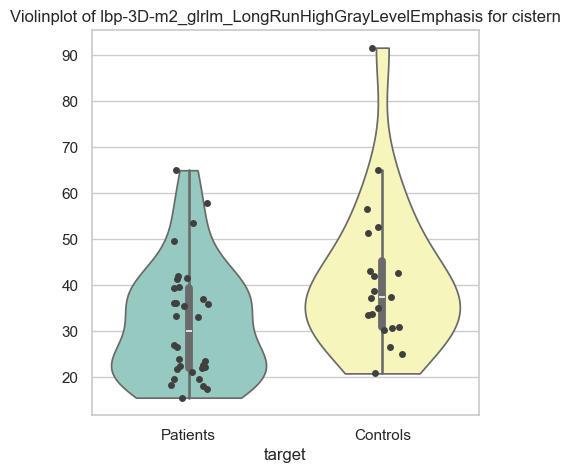 Violinplot of lbp-3D-m2_glrlm_LongRunHighGrayLevelEmphasis for cistern
90
80
70
60
50
40
30
20
Patients
Controls
target